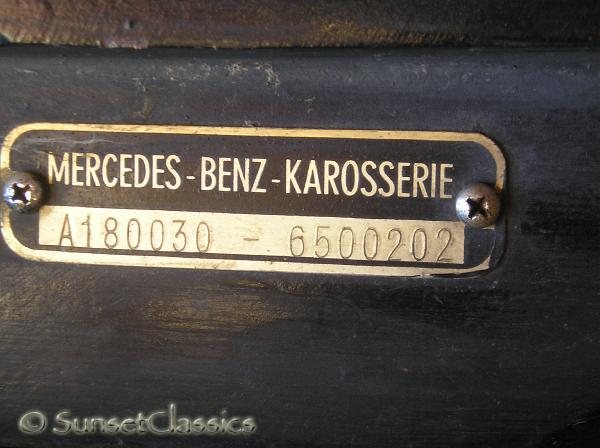 MERCEDES-BENZ-KAROSSERIE
A180030 - 6500202
© SunsetClassics